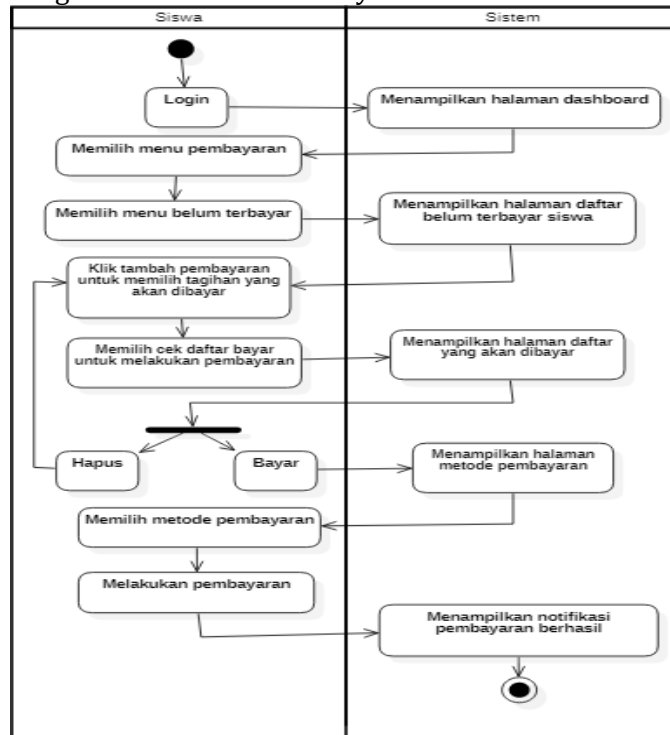 Siswa
Sistem
Login
Menampilkan halaman dashboard
Memilih menu pembayaran
Memilih menu belum terbayar
Menampilkan halaman daftar
belum terbayar siswa
Klik tambah pembayaran
untuk memilih tagihan yang
akan dibayar
Memilih cek daftar bayar
untuk melakukan pembayaran
Menampilkan halaman daftar
yang akan dibayar
Hapus
Bayar
Menampilkan halaman
metode pembayaran
Memilih metode pembayaran
Melakukan pembayaran
Menampilkan notifikasi
pembayaran berhasil